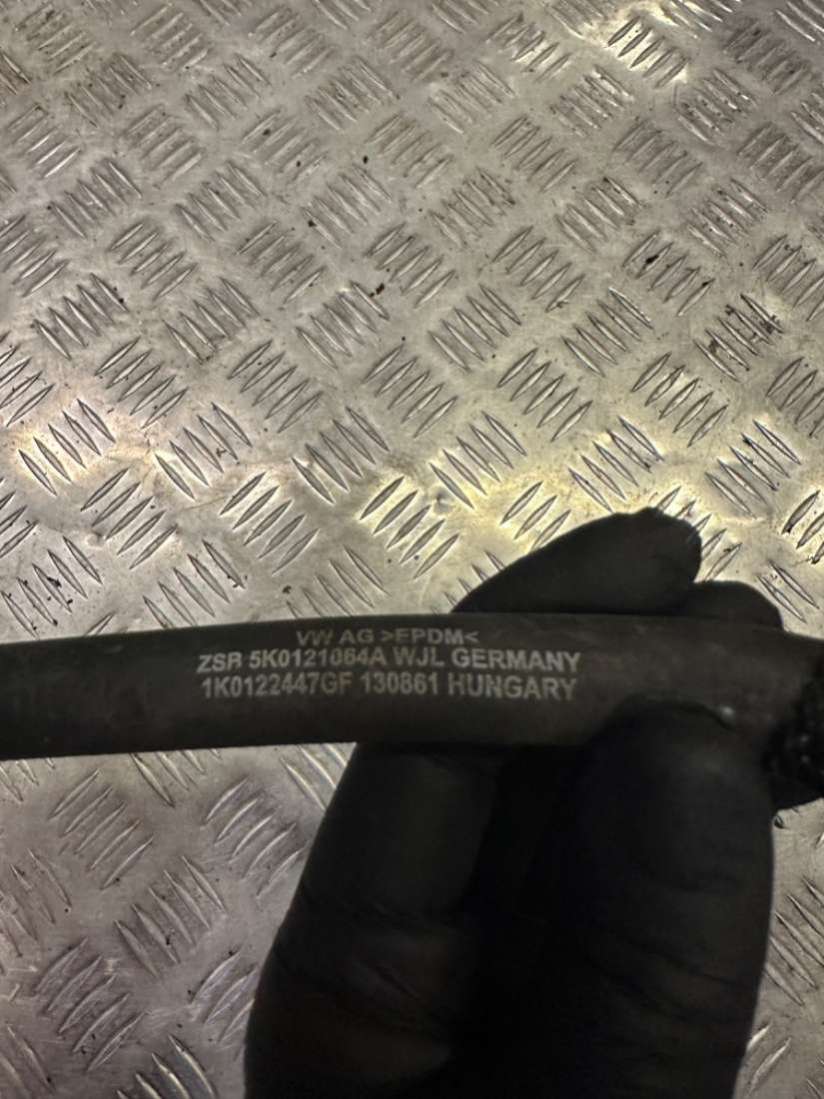 VW AG >EPDM<
ZSR 5K0121064A WJL GERMANY
1K0122447GF 130861 HUNGARY